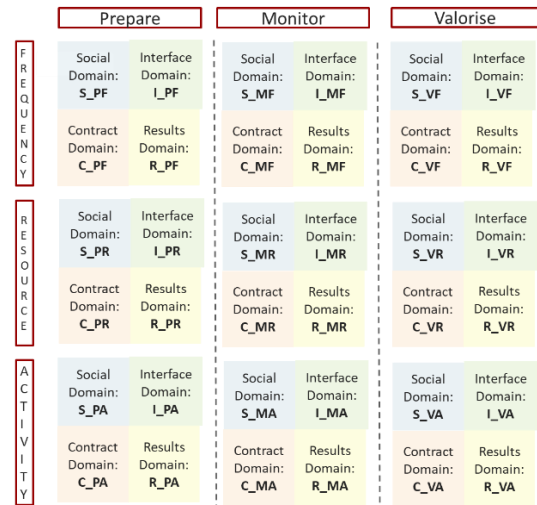 Prepare Monitor Valorise
FREQUENCY
Social Interface Social Interface Social Interface
Domain: Domain: Domain: Domain: Domain: Domain:
S_PF I_PF S_MF I_MF S_VF I_VF
Contract Results Contract Results Contract Results
Domain: Domain: Domain: Domain: Domain: Domain:
C_PF R_PF C_MF R_MF C_VF R_VF
RESOURCE
Social Interface Social Interface Social Interface
Domain: Domain: Domain: Domain: Domain: Domain:
S_PR I_PR S_MR I_MR S_VR I_VR
Contract Results Contract Results Contract Results
Domain: Domain: Domain: Domain: Domain: Domain:
C_PR R_PR C_MR R_MR C_VR R_VR
ACTIVITY
Social Interface Social Interface Social Interface
Domain: Domain: Domain: Domain: Domain: Domain:
S_PA I_PA S_MA I_MA S_VA I_VA
Contract Results Contract Results Contract Results
Domain: Domain: Domain: Domain: Domain: Domain:
C_PA R_PA C_MA R_MA C_VA R_VA